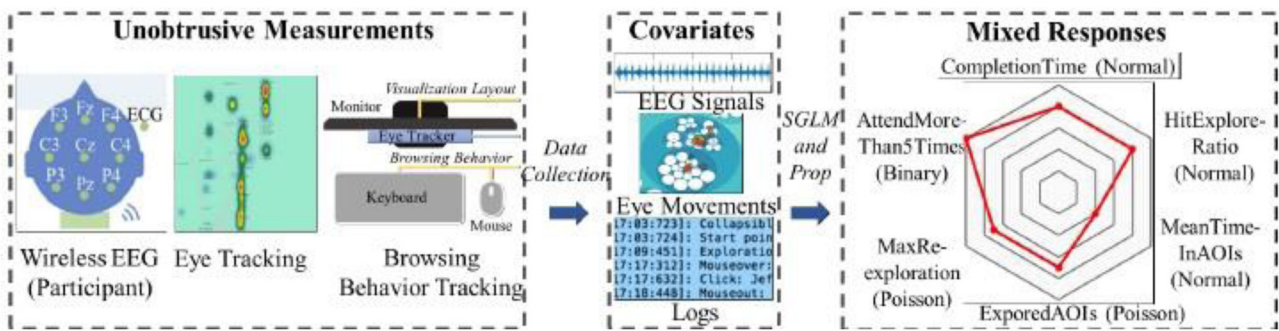 Unobtrusive Measurements
F3 Fz F4 ECG
C3 Cz C4
P3 Pz P4
Wireless EEG
(Participant)
Eye Tracking
Visualization Layout
Monitor
Eye Tracker
Browsing Behavior
Keyboard
Mouse
Browsing
Behavior Tracking
Data
Collection
Covariates
EEG Signals
Eye Movements
17:03:723]: Collapsibl
17:03:724]: Start poin
17:09:451]: Exploratio
17:17:312]: Mouseover:
17:17:632]: Click: Jef
17:18:448]: Mouseout:
Logs
SGLM
and
Prop
Mixed Responses
CompletionTime (Normal)
AttendMore-
Than5Times
(Binary)
HitExplore-
Ratio
(Normal)
MaxRe-
exploration
(Poisson)
MeanTime-
InAOIs
(Normal)
ExporedAOIs (Poisson)